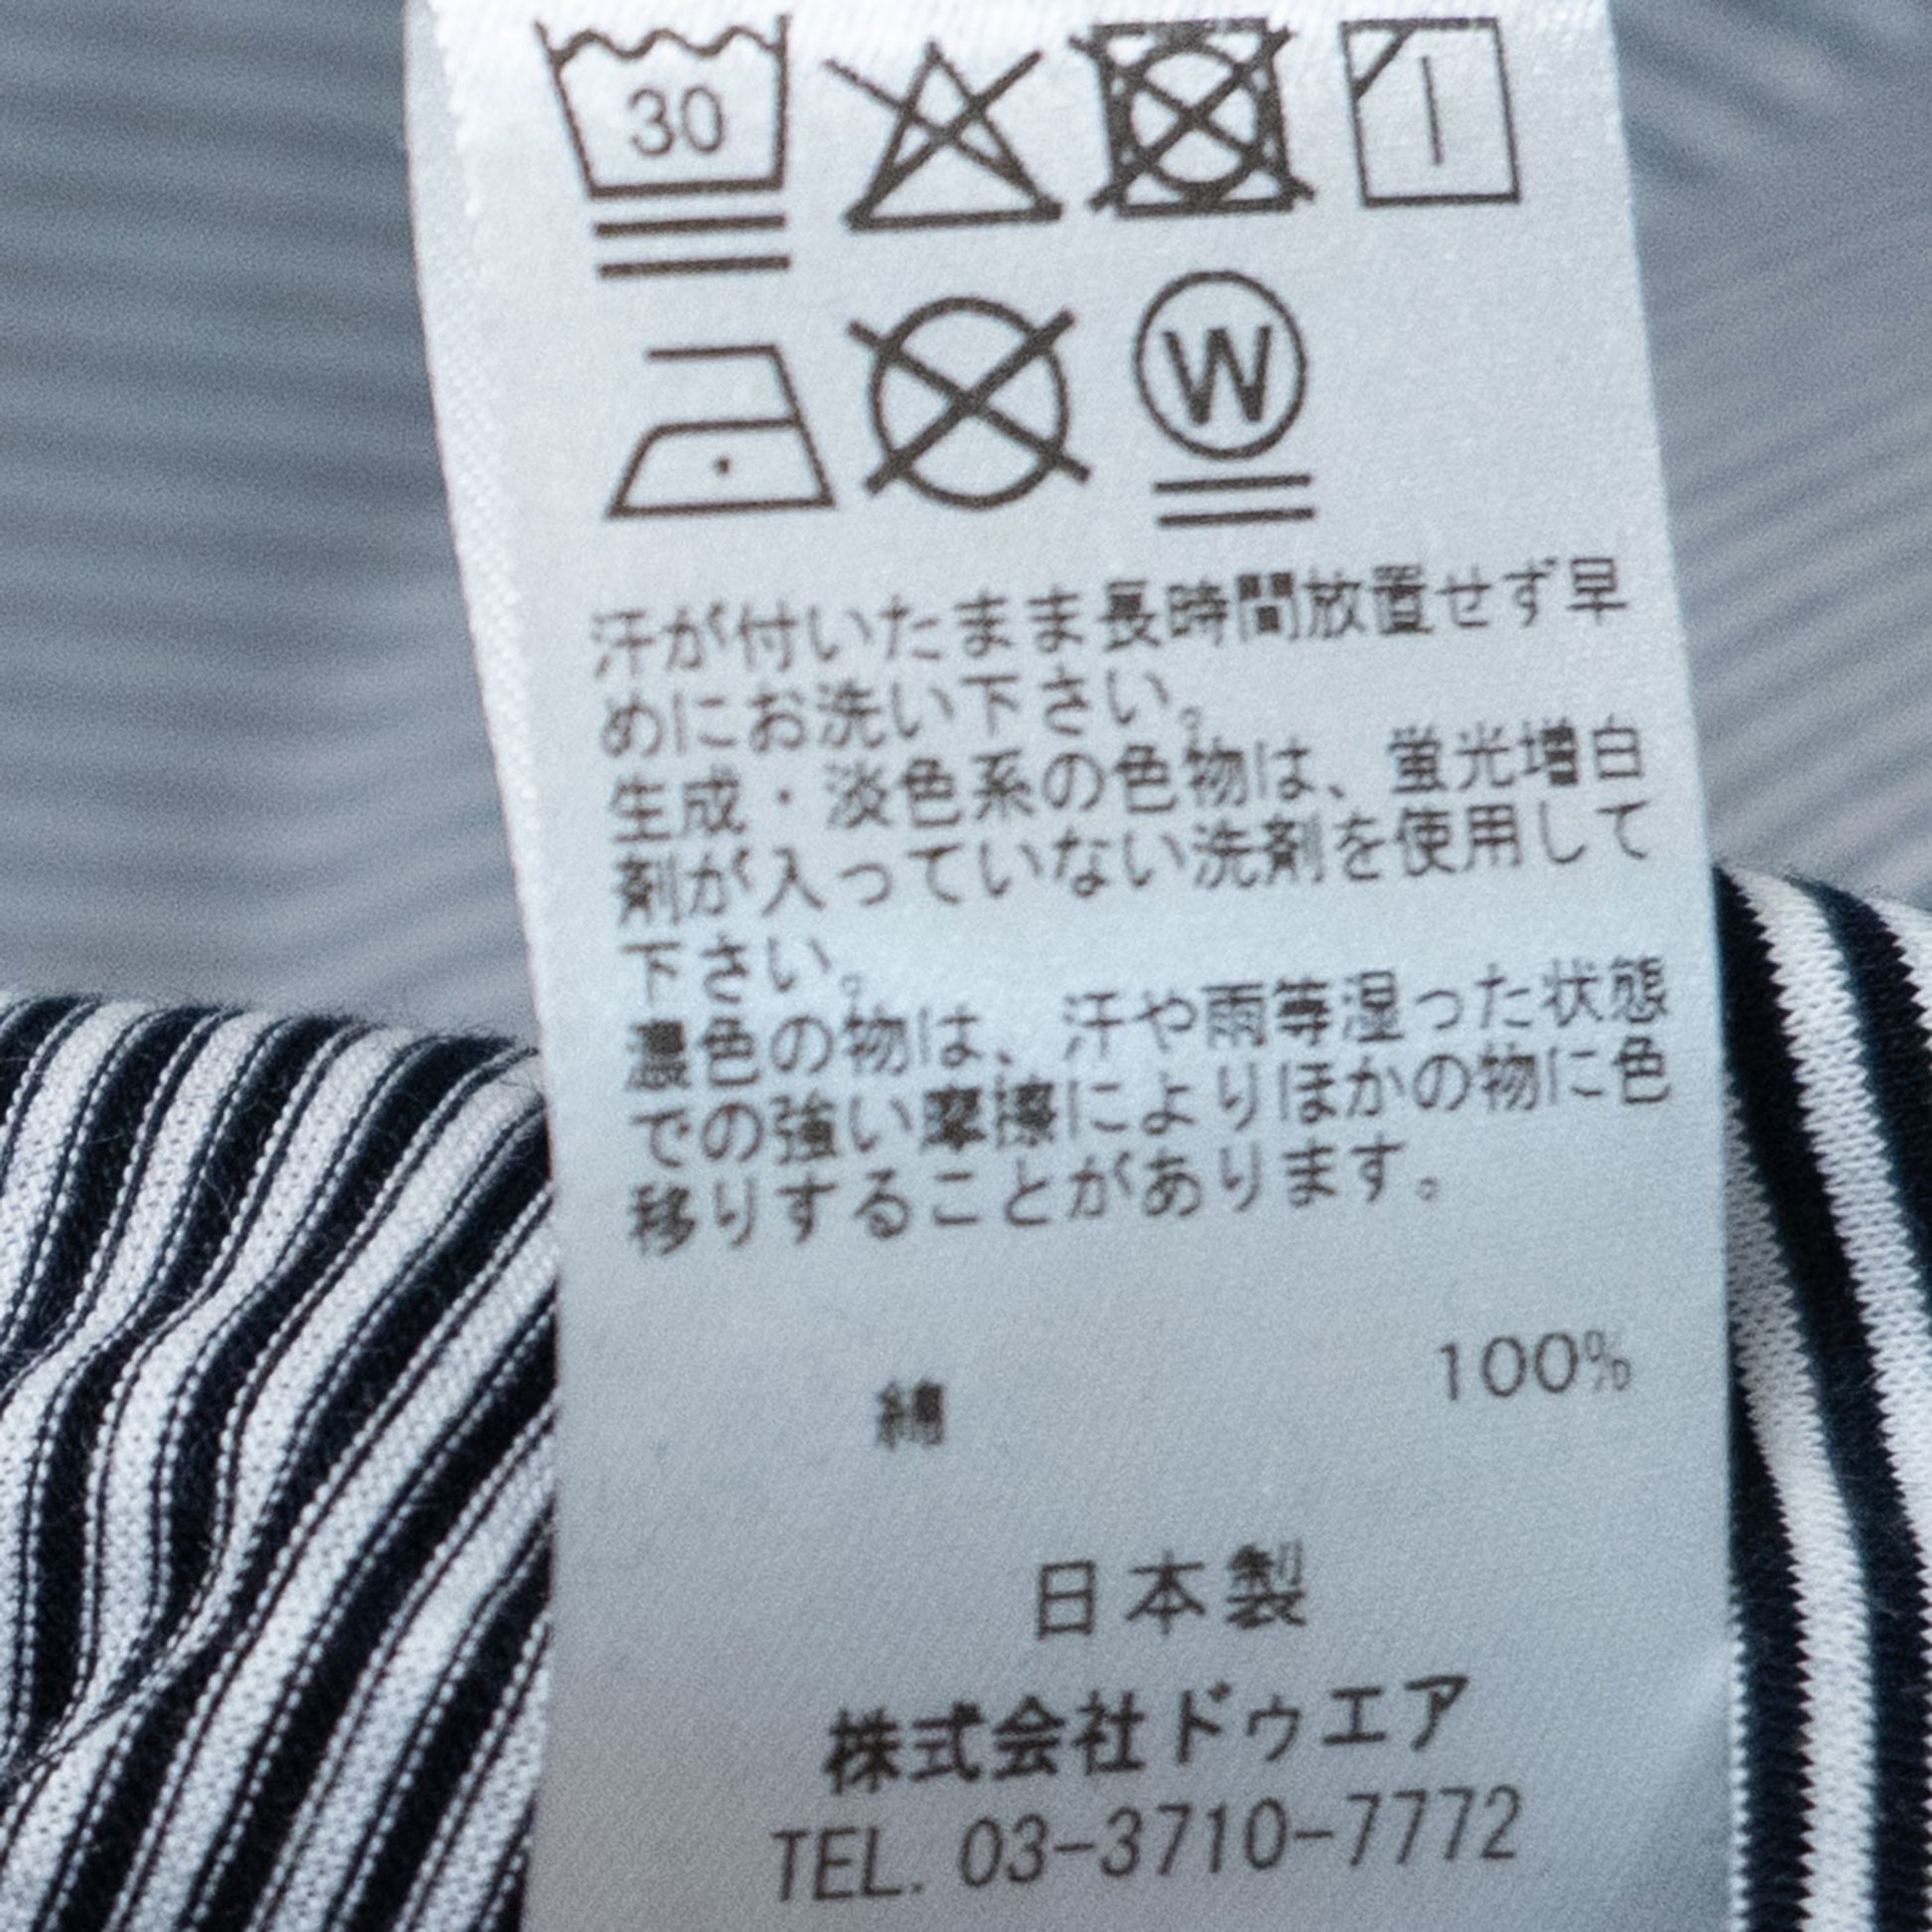 30
W
汗が付いたまま長時間放置せず早
めにお洗い下さい。
生成・淡色系の色物は、蛍光増白
剤が入っていない洗剤を使用して
下さい。
濃色の物は、汗や雨等湿った状態
での強い摩擦によりほかの物に色
移りすることがあります。
綿 100%
日本製
株式会社ドゥエア
TEL. 03-3710-7772